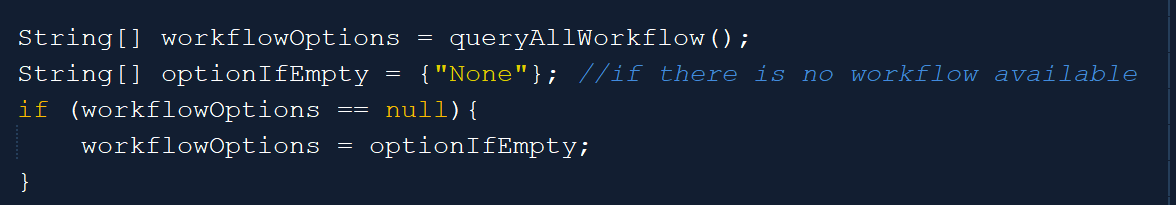 String[] workflowOptions = queryAllWorkflow();
String[] optionIfEmpty = {"None"}; //if there is no workflow available
if (workflowOptions == null){
    workflowOptions = optionIfEmpty;
}